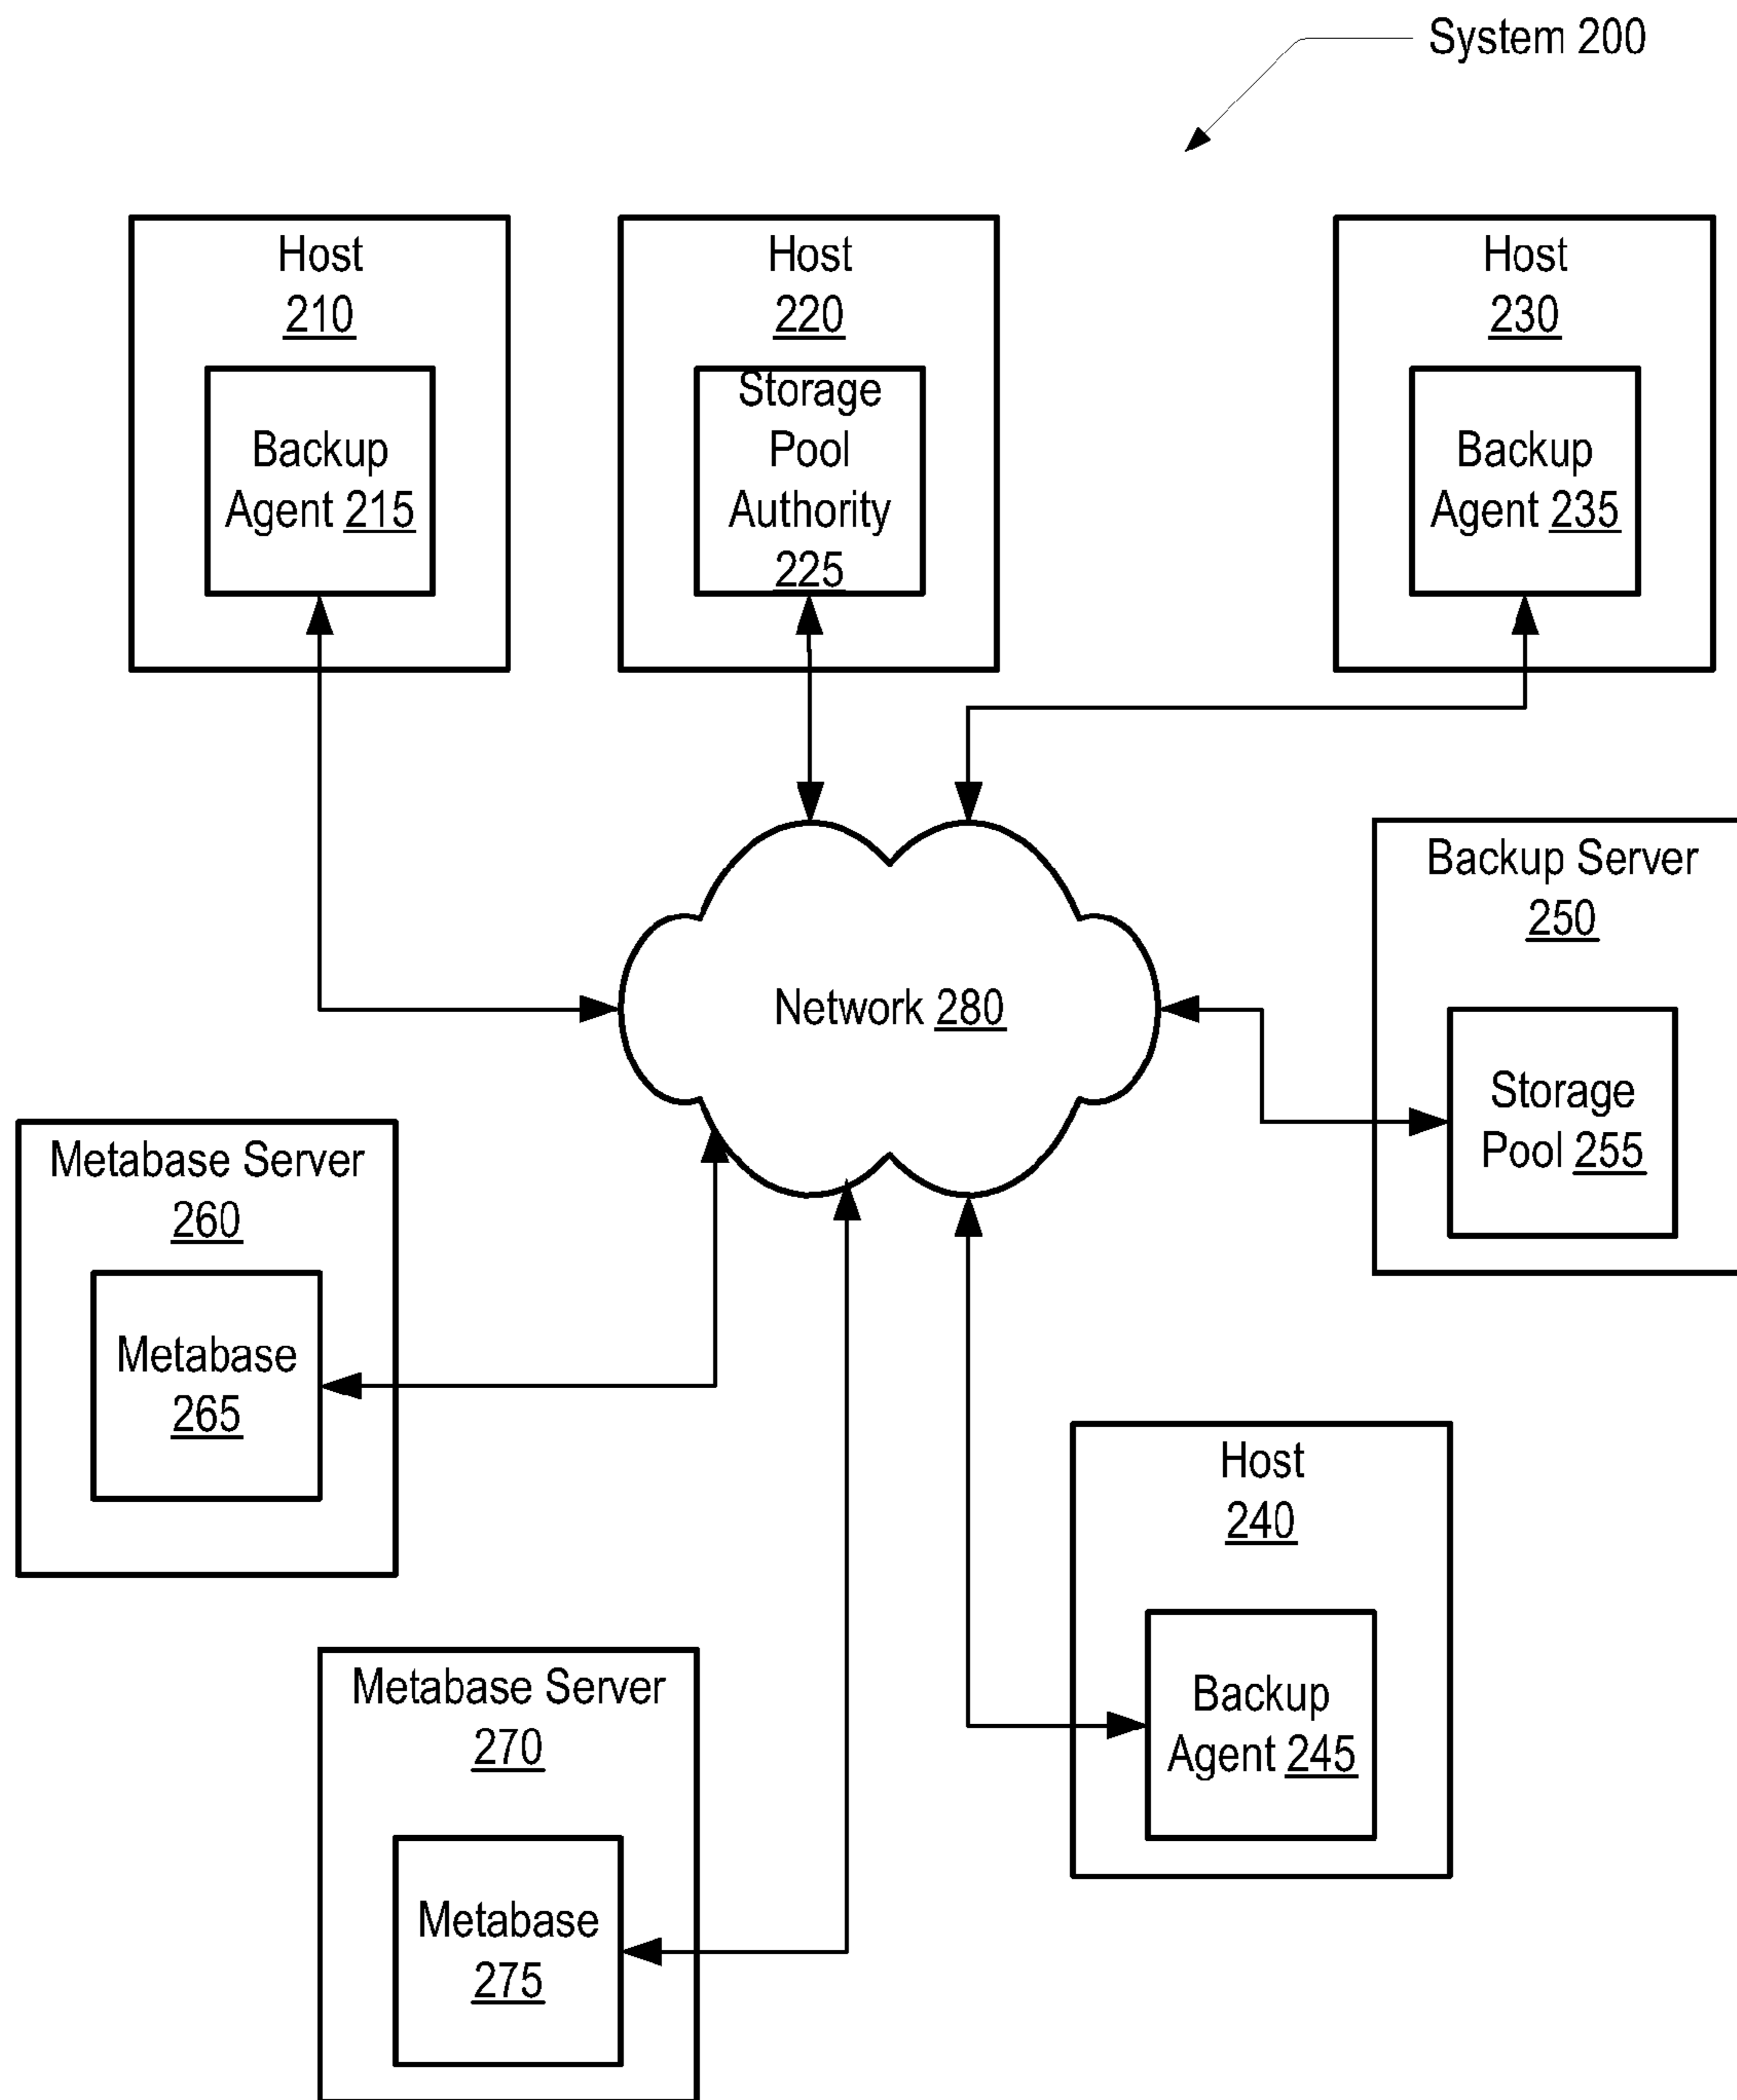 System 200
Host
210
Backup
Agent 215
Host
220
Storage
Pool
Authority
225
Host
230
Backup
Agent 235
Network 280
Backup Server
250
Storage
Pool 255
Metabase Server
260
Metabase
265
Host
240
Backup
Agent 245
Metabase Server
270
Metabase
275